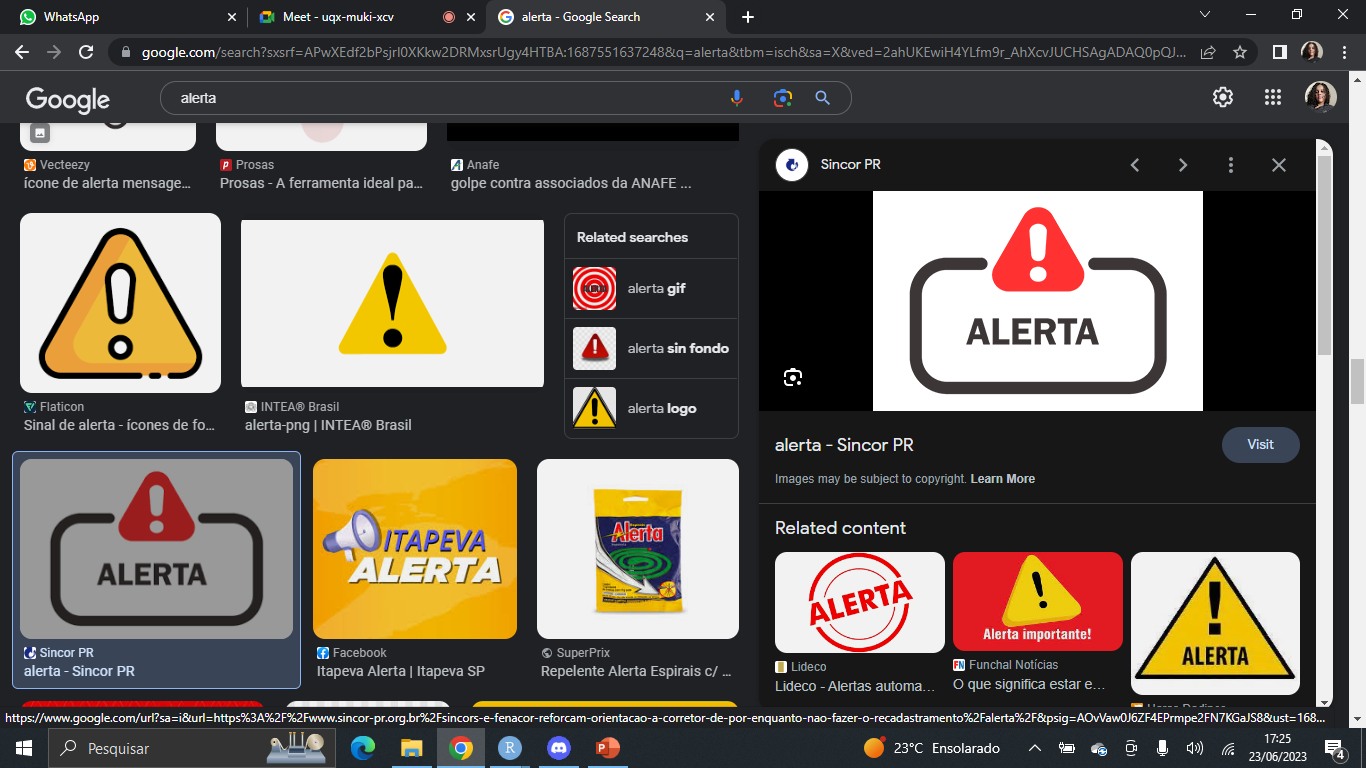 WhatsApp
Meet - uqx-muki-xcv
alerta - Google Search
google.com/search?sxsrf=APwXEdf2bPsjrI0XKkw2DRMxsrUgy4HTBA:1687551637248&q=alerta&tbm=isch&sa=X&ved=2ahUKEwiH4YLfm9r_AhXcvJUCHSAgADAQ0pQJ...
Google
alerta
Vecteezy
ícone de alerta mensage...
Prosas
Prosas - A ferramenta ideal pa...
Anafe
golpe contra associados da ANAFE ...
Flaticon
Sinal de alerta - ícones de fo...
INTEA® Brasil
alerta-png | INTEA® Brasil
Related searches
alerta gif
alerta sin fondo
alerta logo
ALERTA
Sincor PR
alerta - Sincor PR
ITAPEVA
ALERTA
Facebook
Itapeva Alerta | Itapeva SP
Alerta
SuperPrix
Repelente Alerta Espirais c/ ...
Sincor PR
ALERTA
alerta - Sincor PR
Visit
Images may be subject to copyright. Learn More
Related content
ALERTA
Lideco
Lideco - Alertas automa...
Alerta importante!
FN
Funchal Notícias
O que significa estar e...
ALERTA
https://www.google.com/url?sa=i&url=https%3A%2F%2Fwww.sincor-pr.org.br%2Fsincors-e-fenacor-reforcam-orientacao-a-corretor-de-por-enquanto-nao-fazer-o-recadastramento%2Falerta%2F&psig=AOvVaw0J6ZF4EPrmpe2FN7KGaJS8&ust=168...
Pesquisar
23°C Ensolarado
17:25
23/06/2023
4